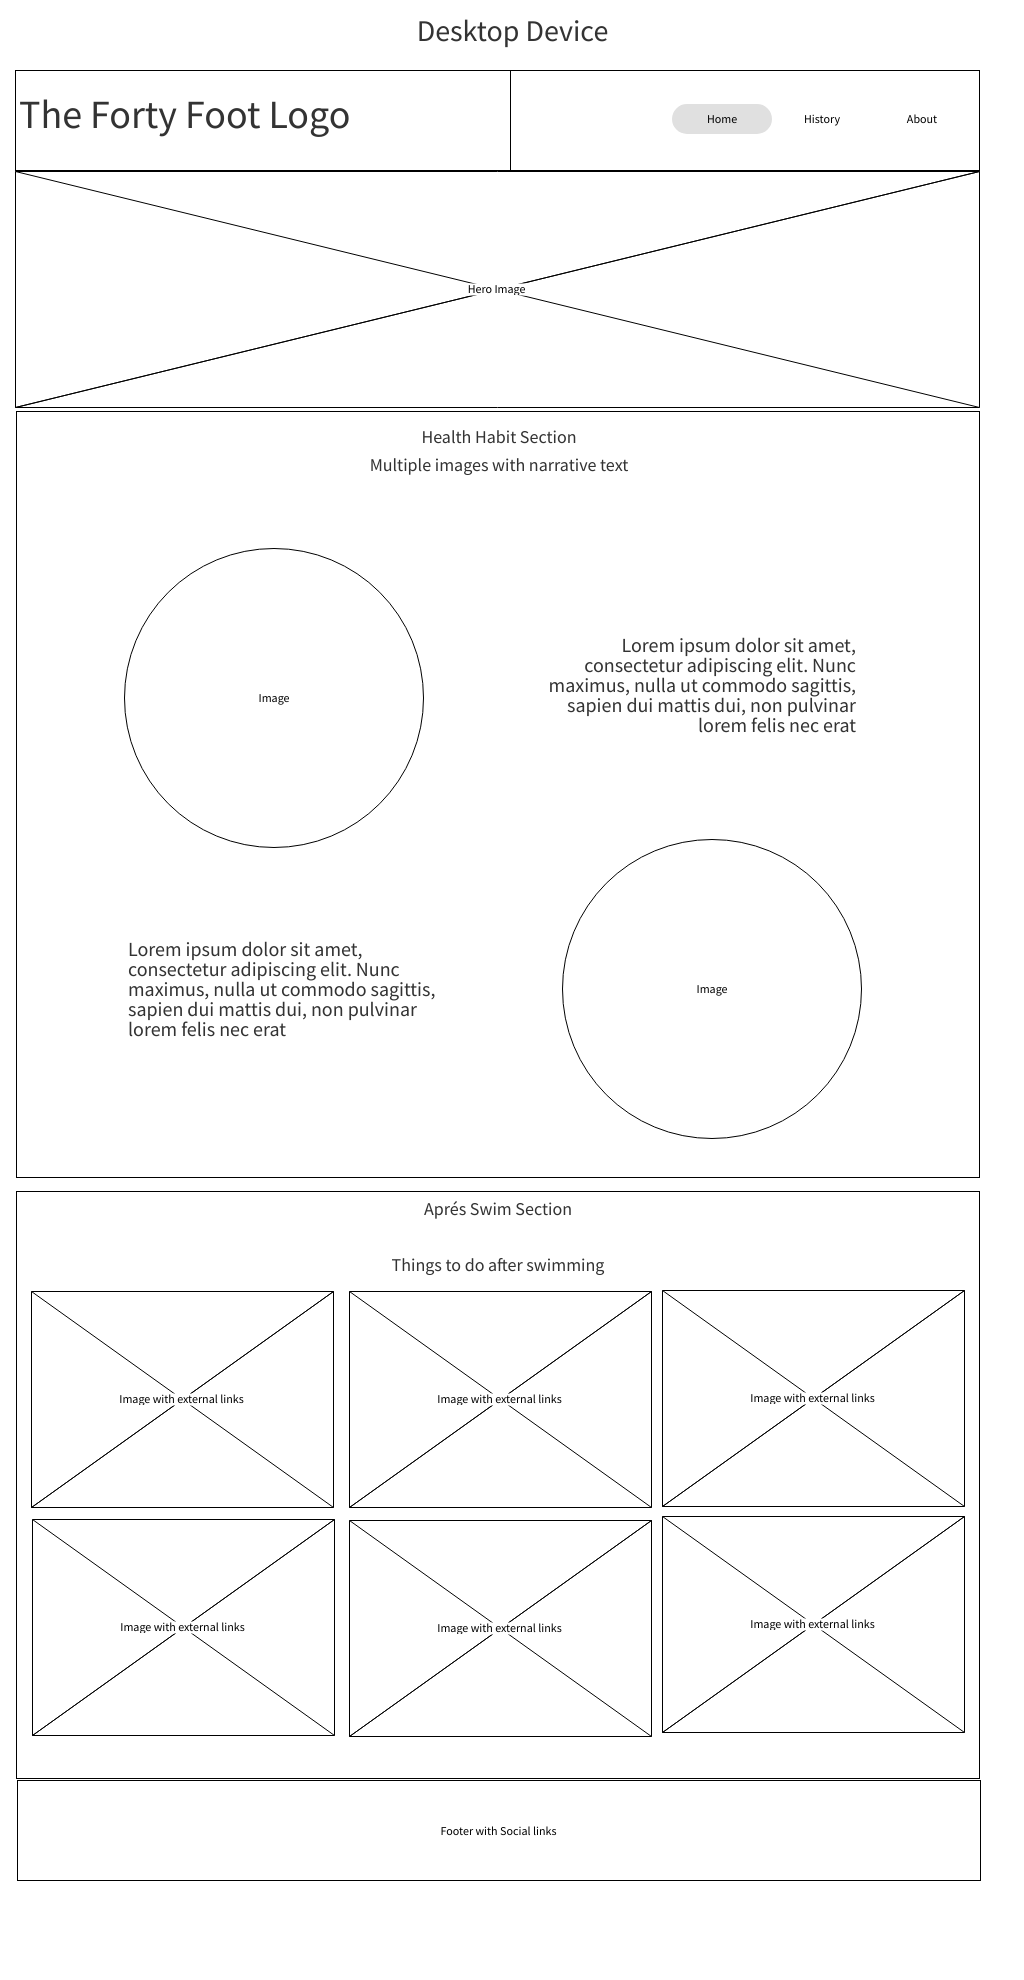 Desktop Device
The Forty Foot Logo
Home
History
About
Hero Image
Health Habit Section
Multiple images with narrative text
Image
Lorem ipsum dolor sit amet,
consectetur adipiscing elit. Nunc
maximus, nulla ut commodo sagittis,
sapien dui mattis dui, non pulvinar
lorem felis nec erat
Lorem ipsum dolor sit amet,
consectetur adipiscing elit. Nunc
maximus, nulla ut commodo sagittis,
sapien dui mattis dui, non pulvinar
lorem felis nec erat
Image
Aprés Swim Section
Things to do after swimming
Image with external links
Image with external links
Image with external links
Image with external links
Image with external links
Image with external links
Footer with Social links